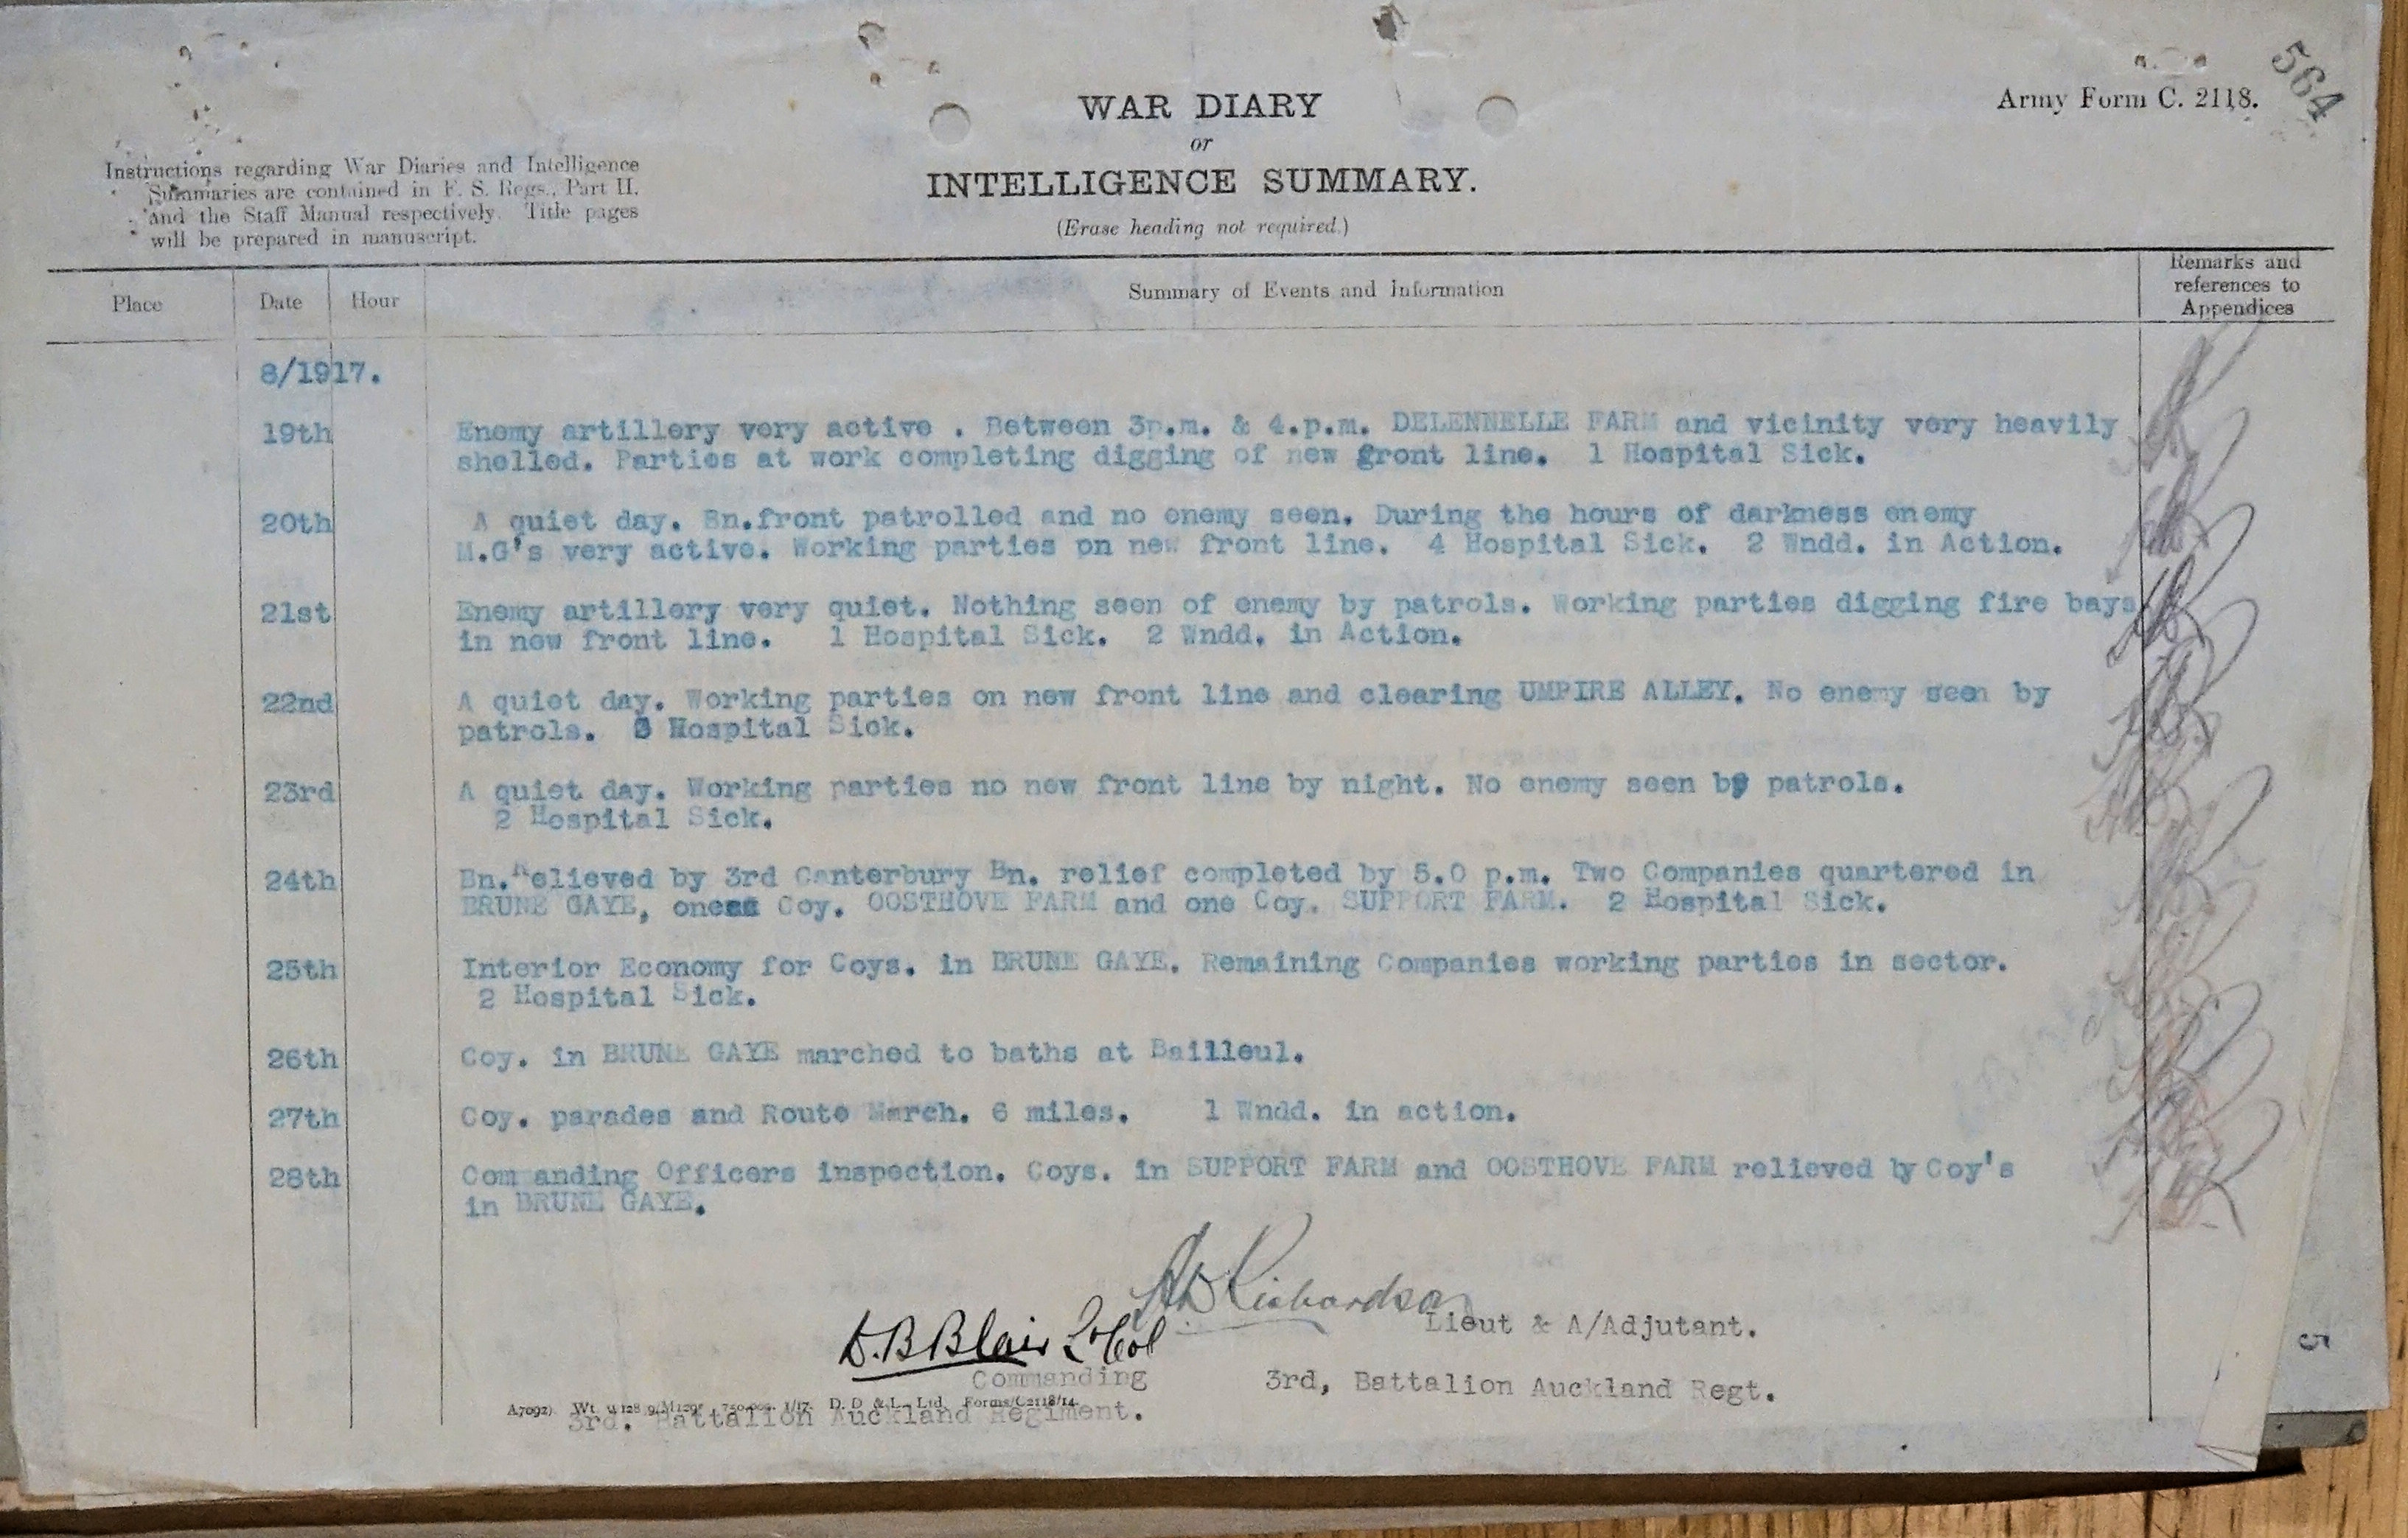 564
Army Form C. 2118.
WAR DIARY
or
INTELLIGENCE SUMMARY.
(Erase heading not required.)
Instructions regarding War Diaries and Intelligence
Summaries are contained in F. S. Regs., Part II.
and the Staff Manual respectively. Title pages
will be prepared in manuscript.
Place Date Hour Summary of Events and Information Remarks and
references to
Appendices
8/1917.
19th Enemy artillery very active . Between 3p.m. & 4.p.m. DELENNELLE FARM and vicinity very heavily
shelled. Parties at work completing digging of new front line. 1 Hospital Sick.
20th A quiet day. Bn.front patrolled and no enemy seen. During the hours of darkness enemy
M.G's very active. Working parties on new front line. 4 Hospital Sick. 2 Wndd. in Action.
21st Enemy artillery very quiet. Nothing seen of enemy by patrols. Working parties digging fire bays
in new front line. 1 Hospital Sick. 2 Wndd. in Action.
22nd A quiet day. Working parties on new front line and clearing UMPIRE ALLEY. No enemy seen by
patrols. Hospital Sick.
23rd A quiet day. Working parties no new front line by night. No enemy seen by patrols.
2 Hospital Sick.
24th Bn.Relieved by 3rd Canterbury Bn. relief completed by 5.0 p.m. Two Companies quartered in
BRUNE GAYE, one Coy. OOSTHOVE FARM and one Coy. SUPPORT FARM. 2 Hospital Sick.
25th Interior Economy for Coys. in BRUNE GAYE. Remaining Companies working parties in sector.
2 Hospital Sick.
26th Coy. in BRUNE GAYE marched to baths at Bailleul.
27th Coy. parades and Route March. 6 miles. 1 Wndd. in action.
28th Com anding Officers inspection. Coys. in SUPPORT FARM and OOSTHOVE FARM relieved by Coy's
in BRUNE GAYE.
AD Richardson
Lieut & A/Adjutant.
D.B Blair Lt Col
Commanding
3rd, Battalion Auckland Regt.
D. D. & L. Ltd. Forms/C2118/14.
3rd. Battalion Auckland Regiment.
5